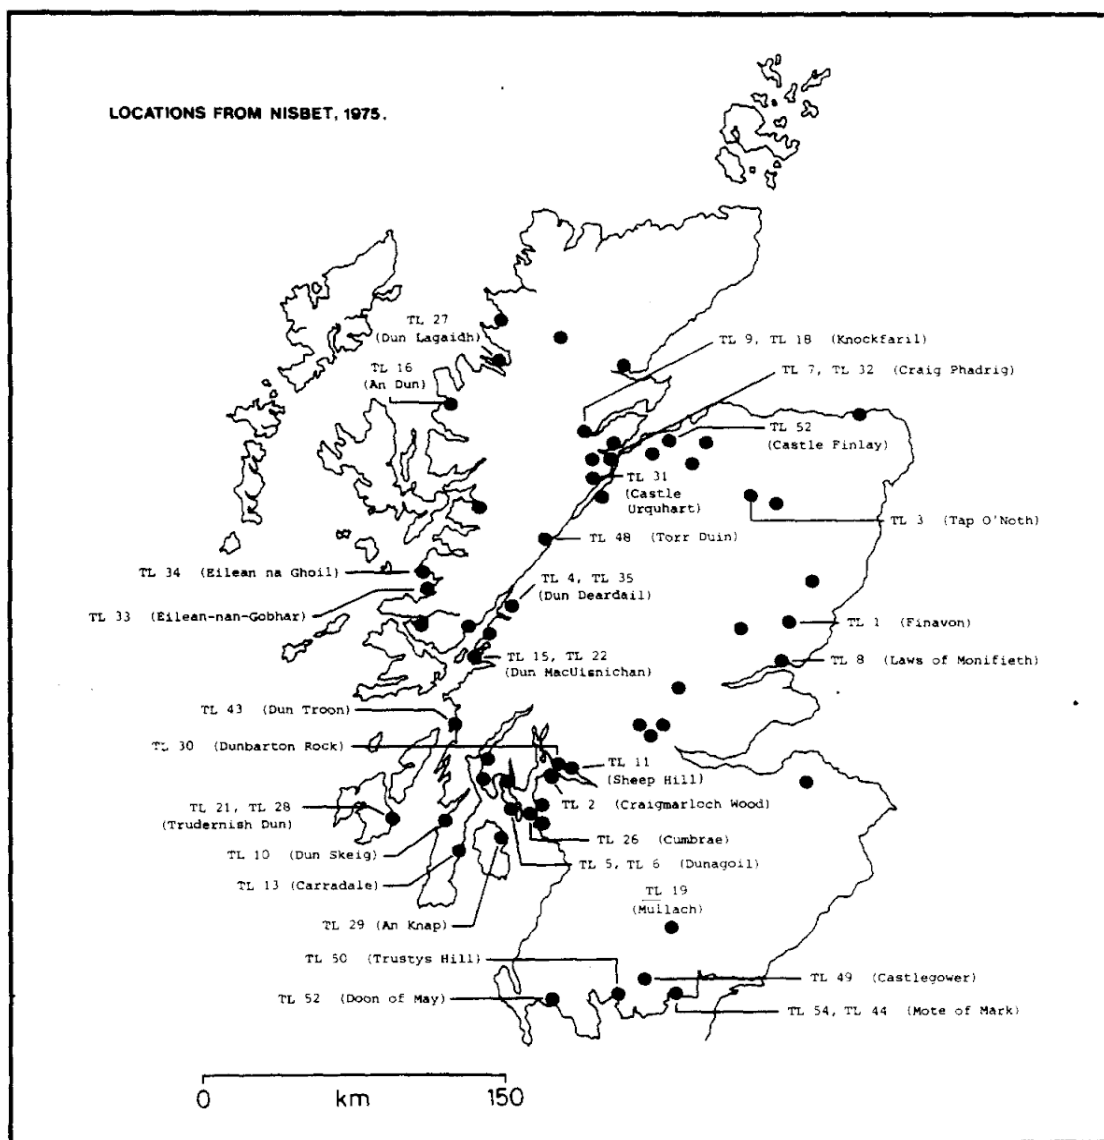 LOCATIONS FROM NISBET, 1975.
TL 27
(Dun Lagaidh)
TL 16
(An Dun)
TL 9, TL 18 (Knockfaril)
TL 7, TL 32 (Craig Phadrig)
TL 52
(Castle Finlay)
TL 31
(Castle
Urquhart)
TL 3 (Tap O'Noth)
TL 48 (Torr Duin)
TL 34 (Eilean na Ghoil)
TL 4, TL 35
(Dun Deardail)
TL 33 (Eilean-nan-Gobhar)
TL 1 (Finavon)
TL 15, TL 22
(Dun MacUisnichan)
TL 8 (Laws of Monifieth)
TL 43 (Dun Troon)
TL 30 (Dunbarton Rock)
TL 11
(Sheep Hill)
TL 21, TL 28
(Trudernish Dun)
TL 2 (Craigmarloch Wood)
TL 26 (Cumbrae)
TL 10 (Dun Skeig)
TL 5, TL 6 (Dunagoil)
TL 13 (Carradale)
TL 19
(Mullach)
TL 29 (An Knap)
TL 50 (Trustys Hill)
TL 49 (Castlegower)
TL 52 (Doon of May)
TL 54, TL 44 (Mote of Mark)
0 km 150